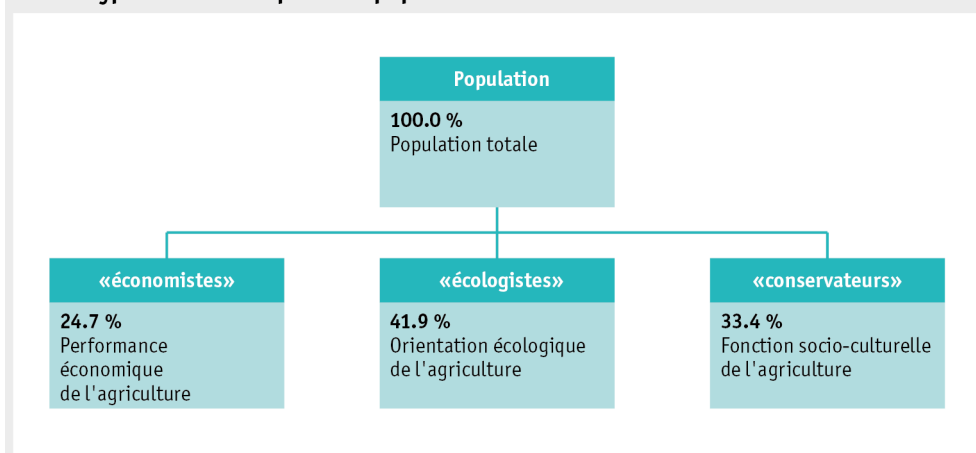 Population
100.0 %
Population totale
«économistes»
24.7 %
Performance
économique
de l'agriculture
«écologistes»
41.9 %
Orientation écologique
de l'agriculture
«conservateurs»
33.4 %
Fonction socio-culturelle
de l'agriculture